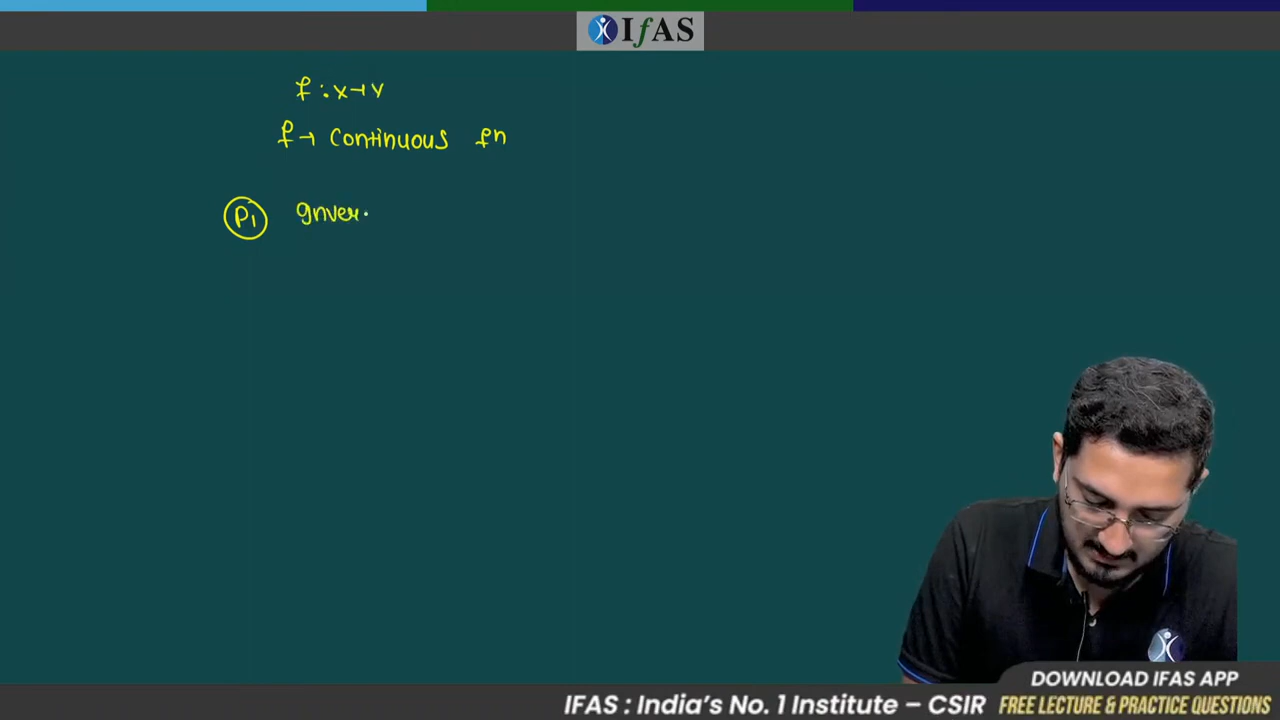 IfAS
f : x → y
f → Continuous fn
P1 Inver
DOWNLOAD IFAS APP
IFAS : India's No. 1 Institute – CSIR FREE LECTURE & PRACTICE QUESTIONS